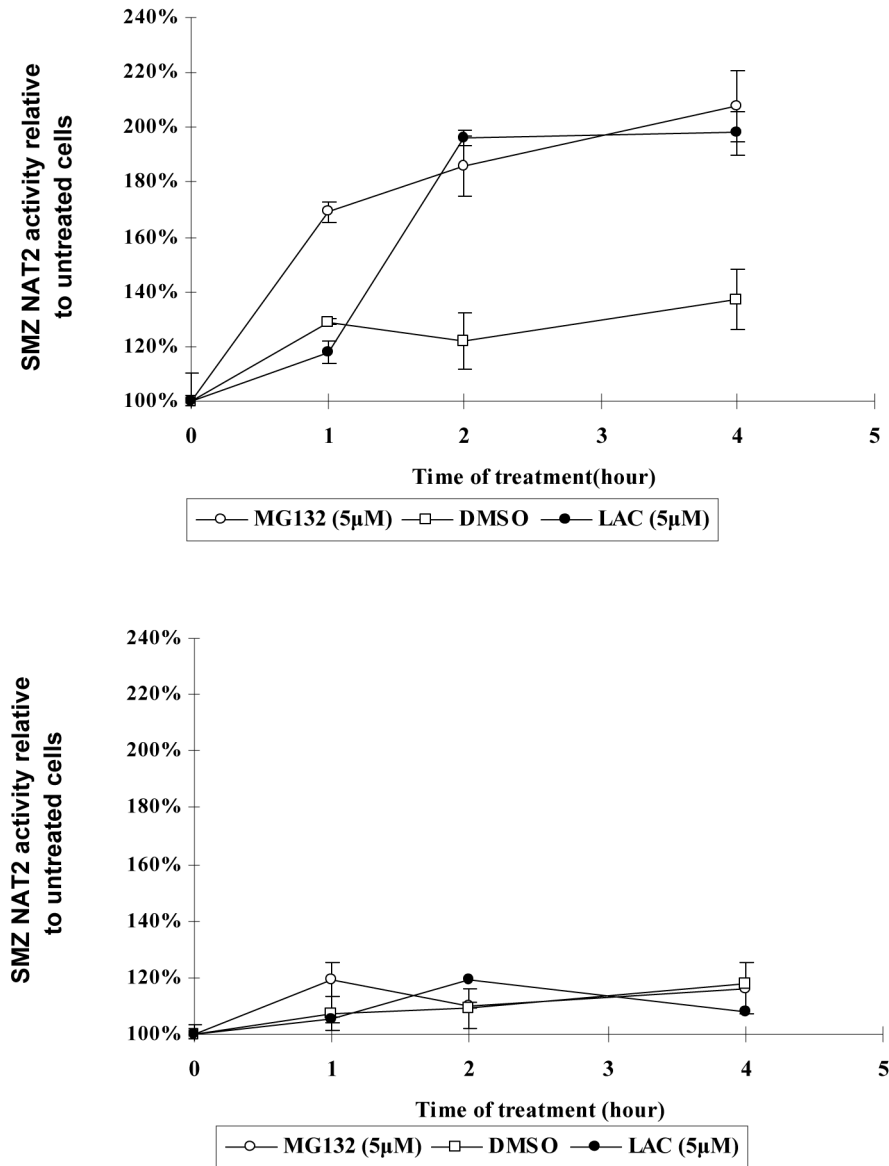 240%
220%
200%
180%
160%
140%
120%
100%
SMZ NAT2 activity relative
to untreated cells
0 1 2 3 4 5
Time of treatment(hour)
MG132 (5μM) DMSO LAC (5μM)
240%
220%
200%
180%
160%
140%
120%
100%
SMZ NAT2 activity relative
to untreated cells
0 1 2 3 4 5
Time of treatment (hour)
MG132 (5μM) DMSO LAC (5μM)